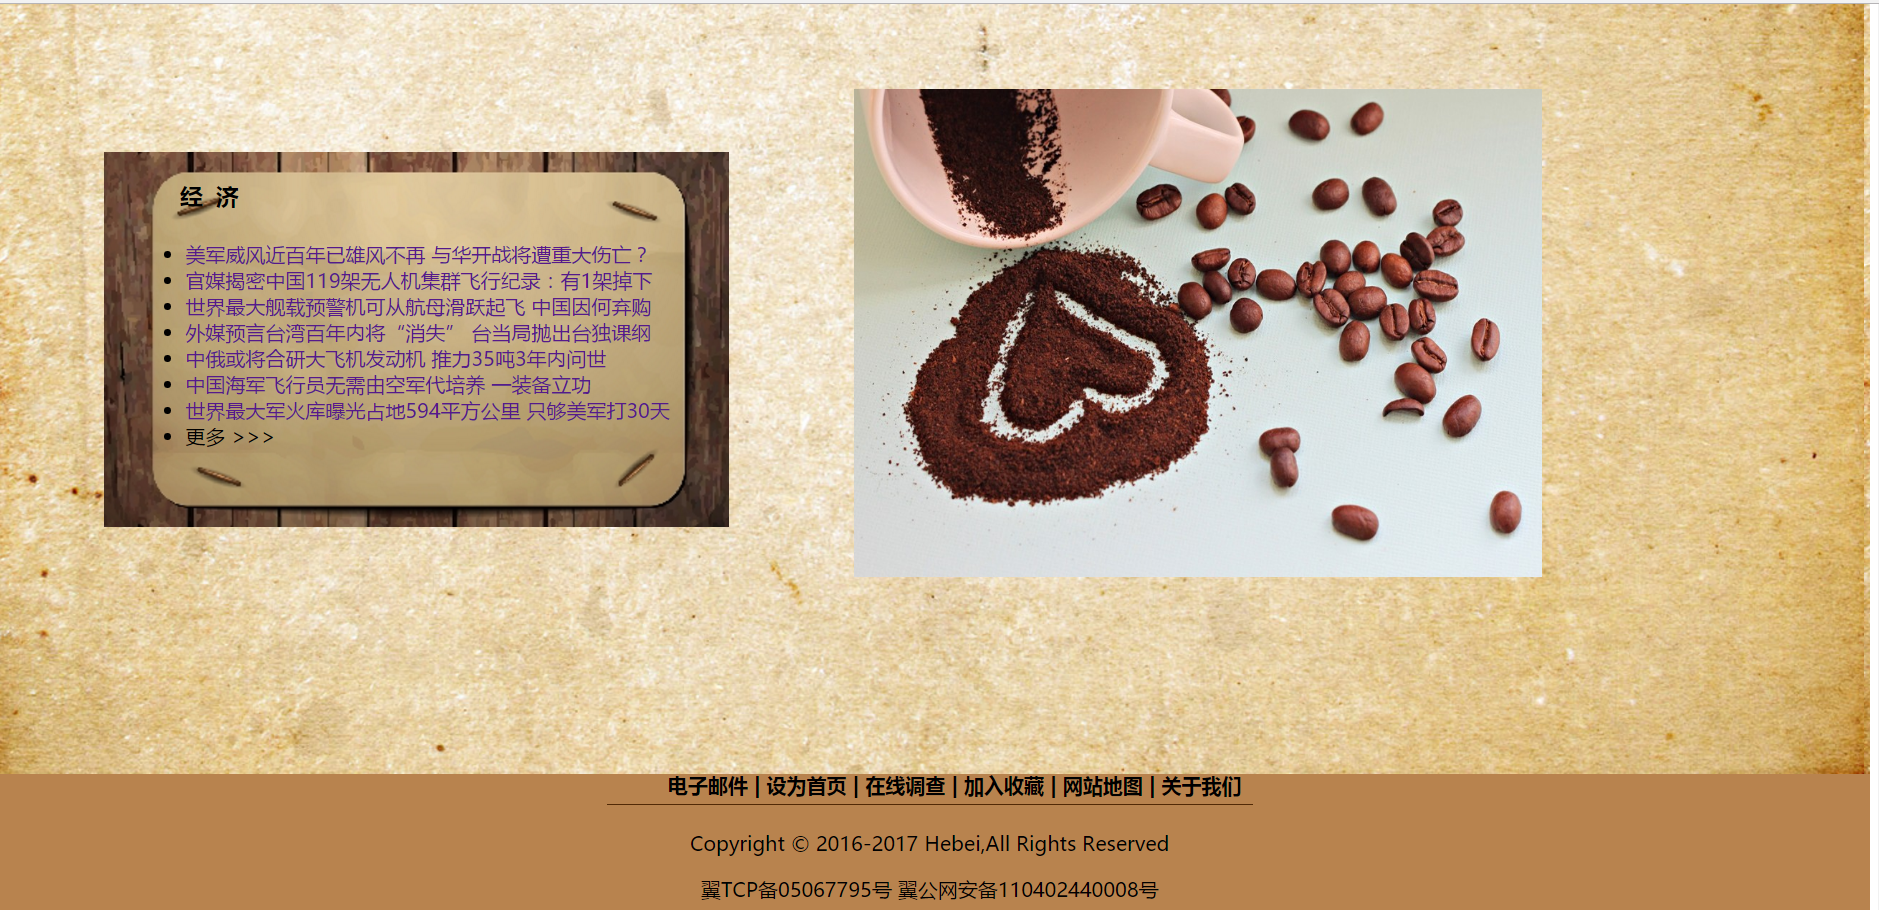 经 济
美军威风近百年已雄风不再 与华开战将遭重大伤亡？
官媒揭密中国119架无人机集群飞行纪录：有1架掉下
世界最大舰载预警机可从航母滑跃起飞 中国因何弃购
外媒预言台湾百年内将“消失” 台当局抛出台独课纲
中俄或将合研大飞机发动机 推力35吨3年内问世
中国海军飞行员无需由空军代培养 一装备立功
世界最大军火库曝光占地594平方公里 只够美军打30天
更多 >>>
电子邮件 | 设为首页 | 在线调查 | 加入收藏 | 网站地图 | 关于我们
Copyright © 2016-2017 Hebei,All Rights Reserved
翼TCP备05067795号 翼公网安备110402440008号